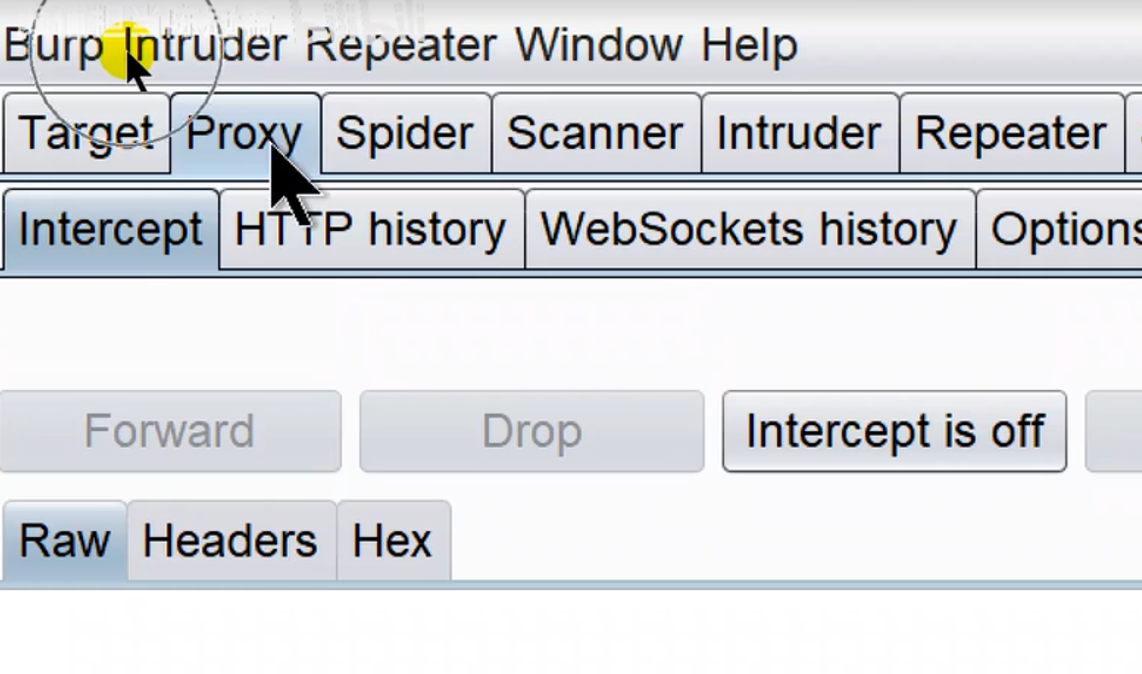 Burp Intruder Repeater Window Help
Target Proxy Spider Scanner Intruder Repeater
Intercept HTTP history WebSockets history Options
Forward Drop Intercept is off
Raw Headers Hex